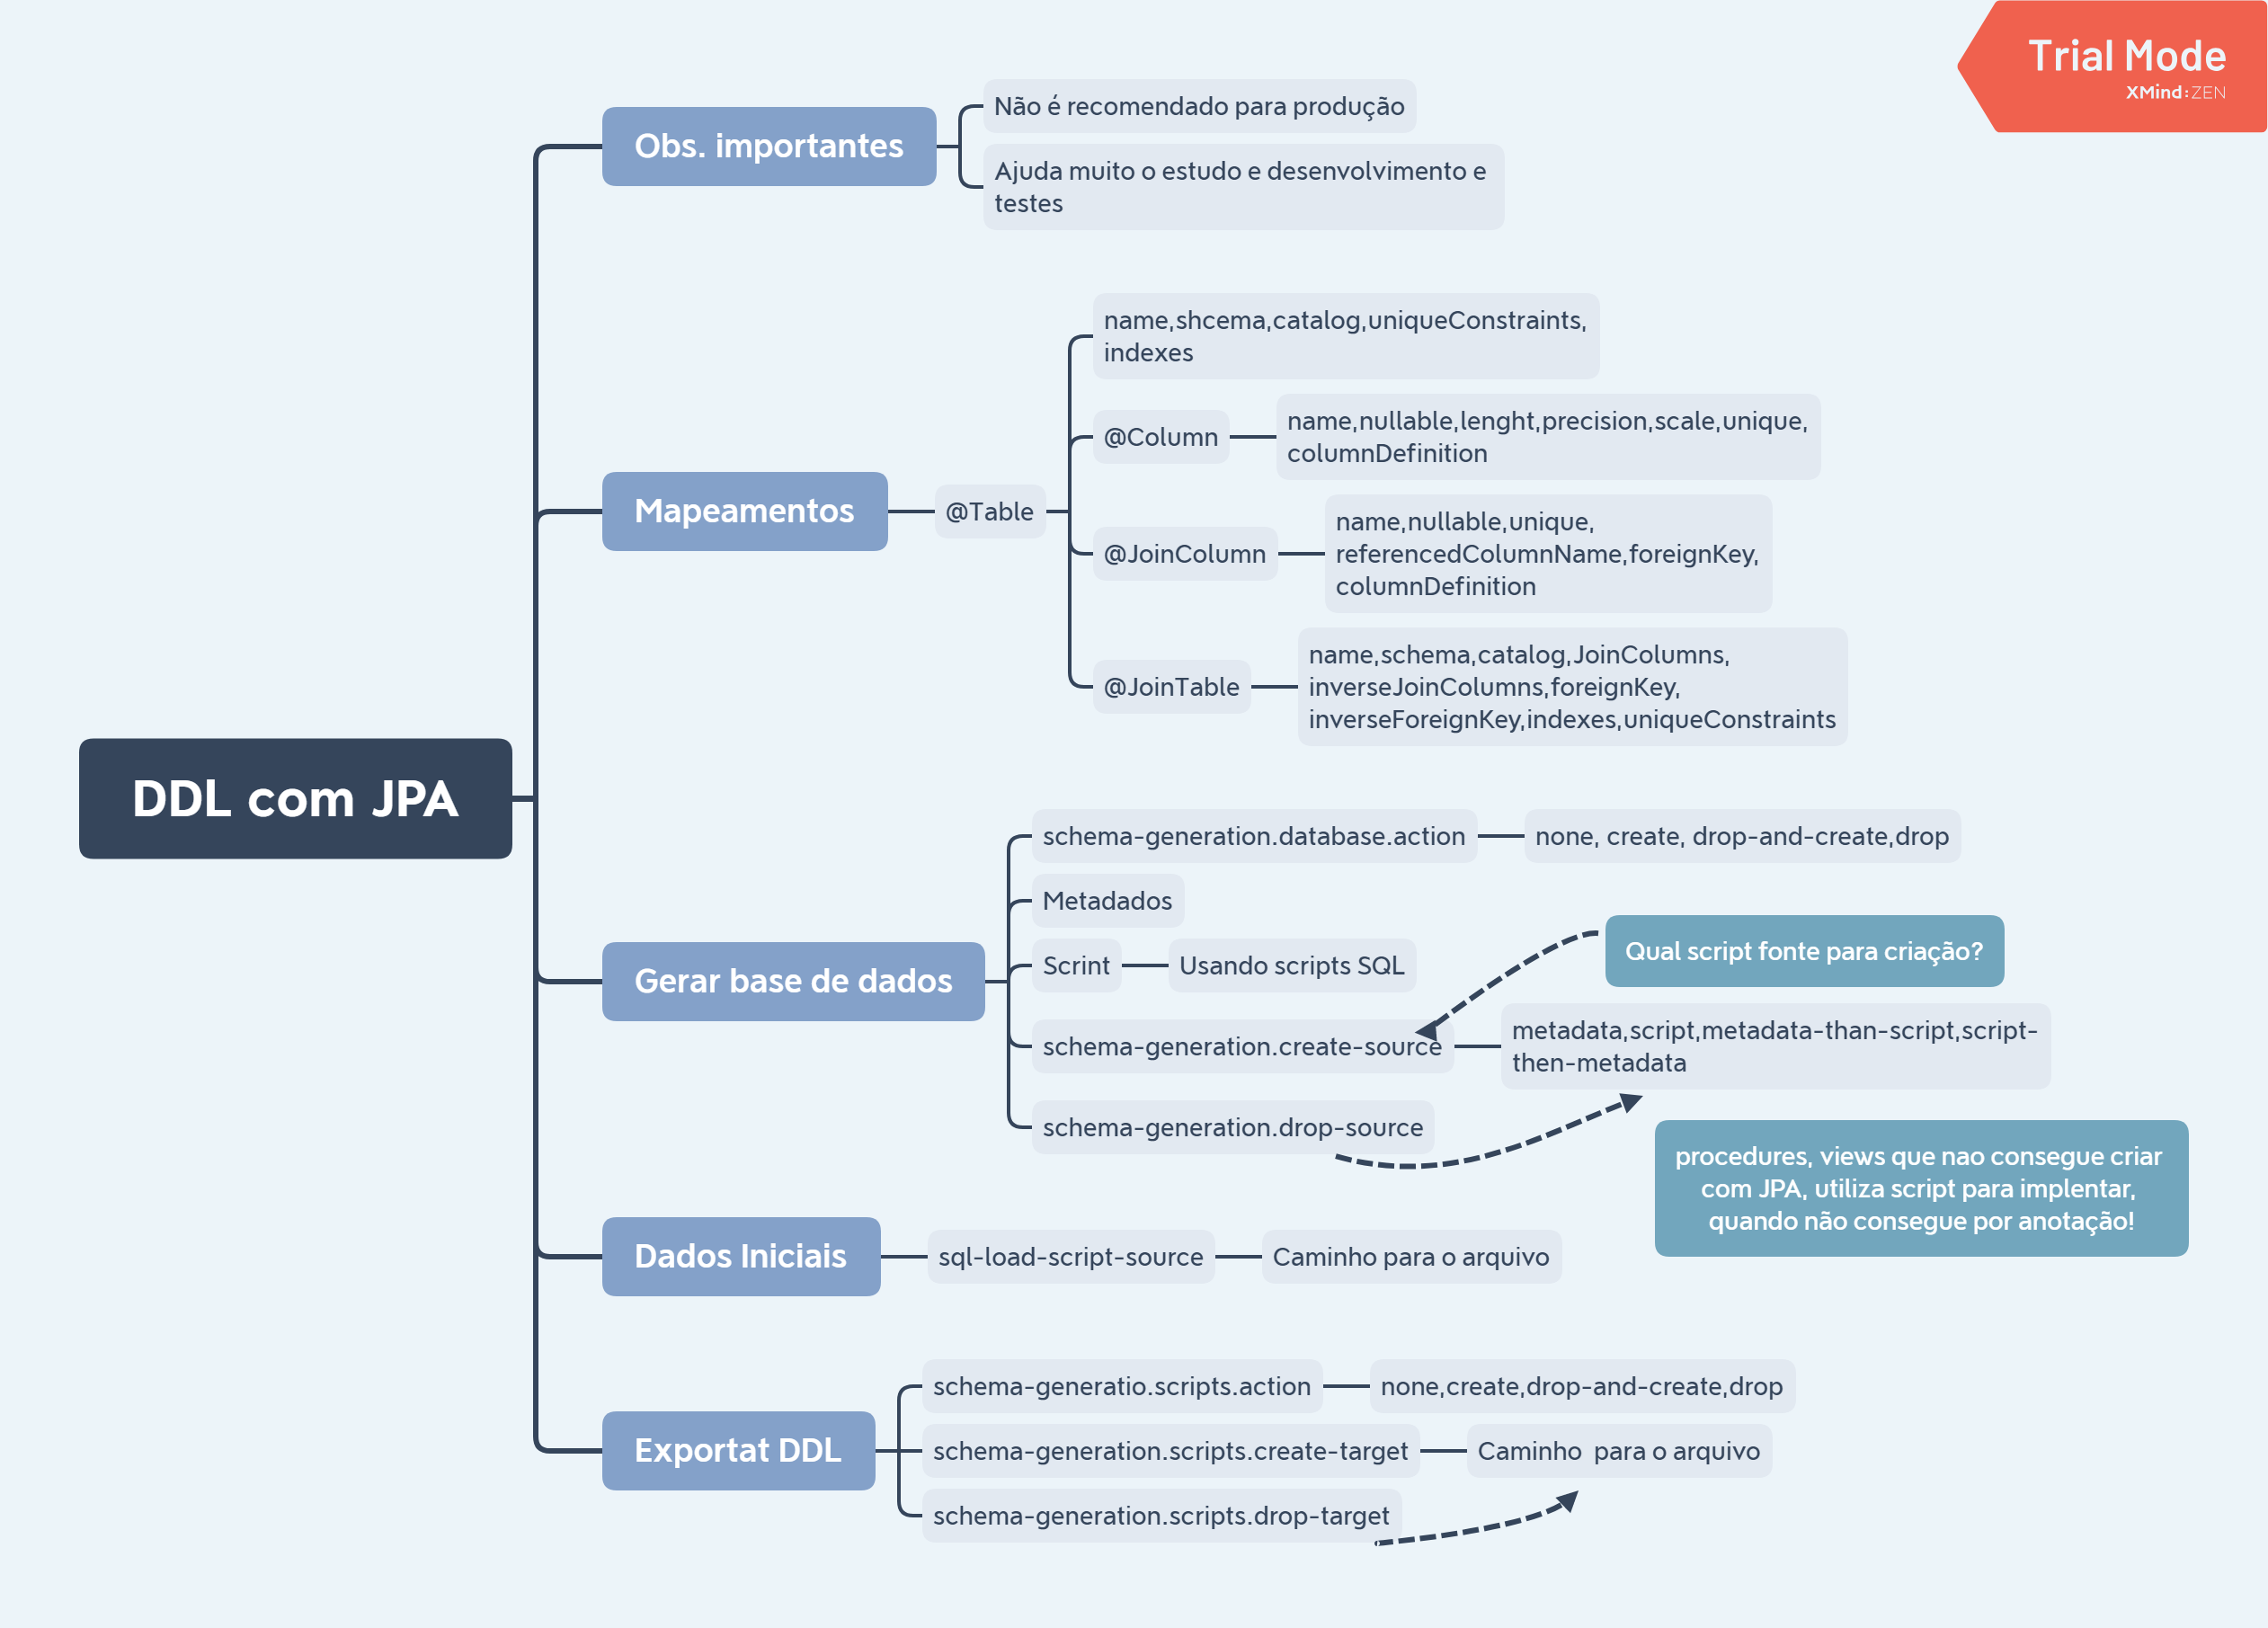 Trial Mode
XMind:ZEN
DDL com JPA
Obs. importantes
Não é recomendado para produção
Ajuda muito o estudo e desenvolvimento e
testes
Mapeamentos
@Table
name,shcema,catalog,uniqueConstraints,
indexes
@Column
name,nullable,lenght,precision,scale,unique,
columnDefinition
@JoinColumn
name,nullable,unique,
referencedColumnName,foreignKey,
columnDefinition
@JoinTable
name,schema,catalog,JoinColumns,
inverseJoinColumns,foreignKey,
inverseForeignKey,indexes,uniqueConstraints
Gerar base de dados
schema-generation.database.action
none, create, drop-and-create,drop
Metadados
Scrint
Usando scripts SQL
Qual script fonte para criação?
schema-generation.create-source
metadata,script,metadata-than-script,script-
then-metadata
schema-generation.drop-source
procedures, views que nao consegue criar
com JPA, utiliza script para implentar,
quando não consegue por anotação!
Dados Iniciais
sql-load-script-source
Caminho para o arquivo
Exportat DDL
schema-generatio.scripts.action
none,create,drop-and-create,drop
schema-generation.scripts.create-target
Caminho  para o arquivo
schema-generation.scripts.drop-target